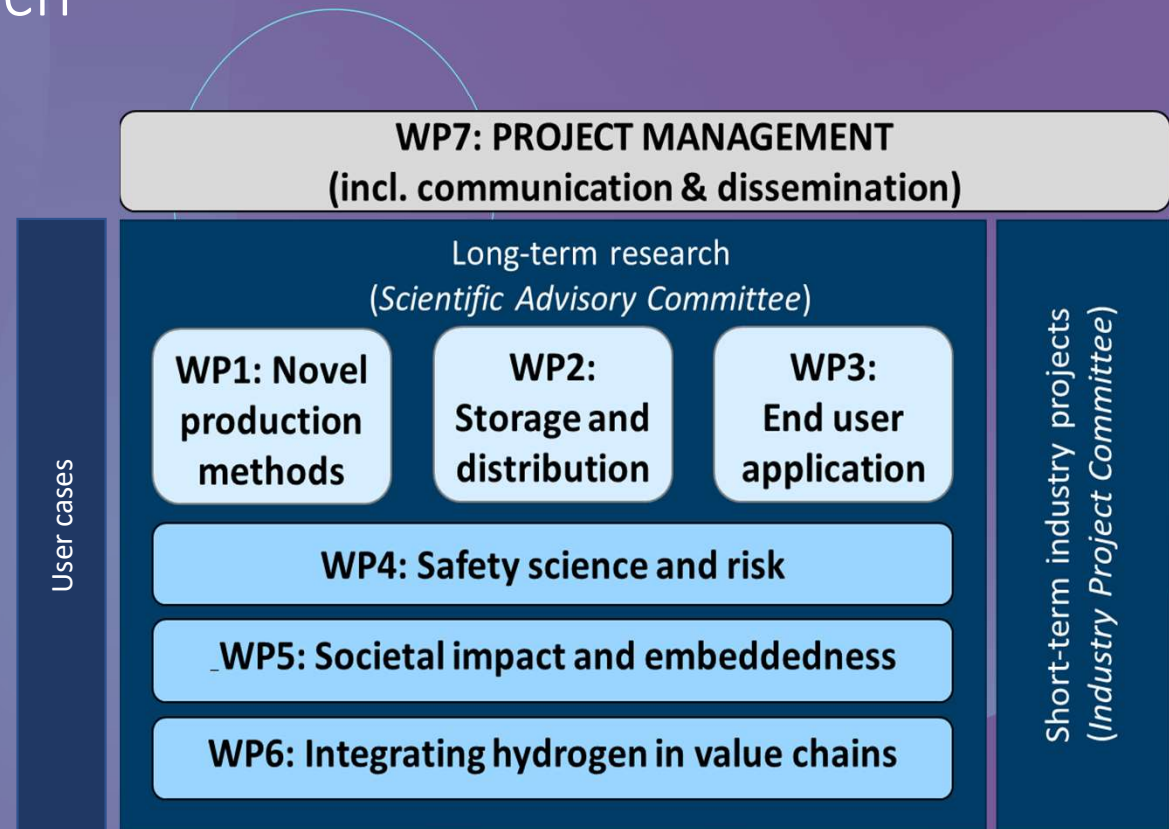 WP7: PROJECT MANAGEMENT
(incl. communication & dissemination)
User cases
Long-term research
(Scientific Advisory Committee)
WP1: Novel
production
methods
WP2:
Storage and
distribution
WP3:
End user
application
WP4: Safety science and risk
_WP5: Societal impact and embeddedness
WP6: Integrating hydrogen in value chains
Short-term industry projects
(Industry Project Committee)